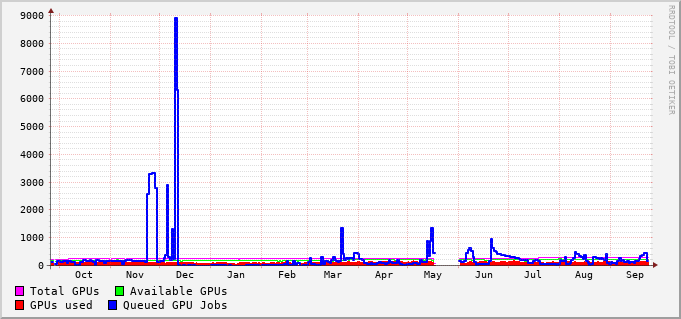 9000
8000
7000
6000
5000
4000
3000
2000
1000
0
Oct Nov Dec Jan Feb Mar Apr May Jun Jul Aug Sep
Total GPUs Available GPUs
GPUs used Queued GPU Jobs
RRDTOOL / TOBI OETIKER